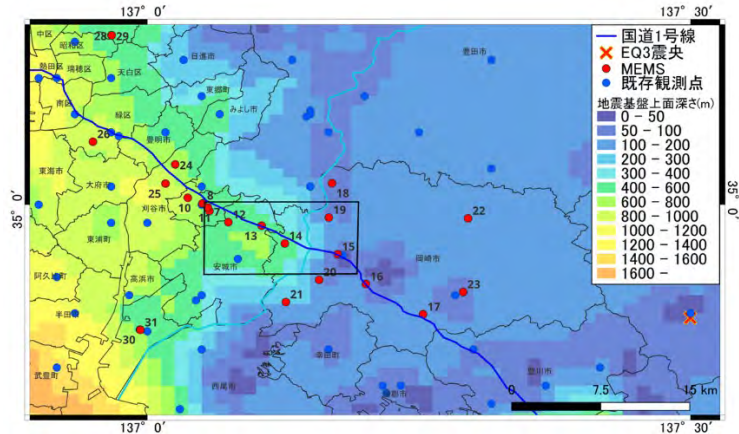 137° 0′
137° 30′
28
29
中区
昭和区
熱田区
瑞穂区
天白区
南区
緑区
日進市
東郷町
みよし市
豊田市
豊明市
26
24
25
東海市
大府市
刈谷市
10
8
7
11
12
13
14
15
18
19
22
35° 0′
35° 0′
東浦町
安城市
岡崎市
20
16
21
17
23
阿久比町
高浜市
半田市
31
30
武豊町
西尾市
幸田町
豊川市
国道1号線
EQ3震央
MEMS
既存観測点
地震基盤上面深さ(m)
0 − 50
50 − 100
100 − 200
200 − 300
300 − 400
400 − 600
600 − 800
800 − 1000
1000 − 1200
1200 − 1400
1400 − 1600
1600 −
0
7.5
15 km
137° 0′
137° 30′